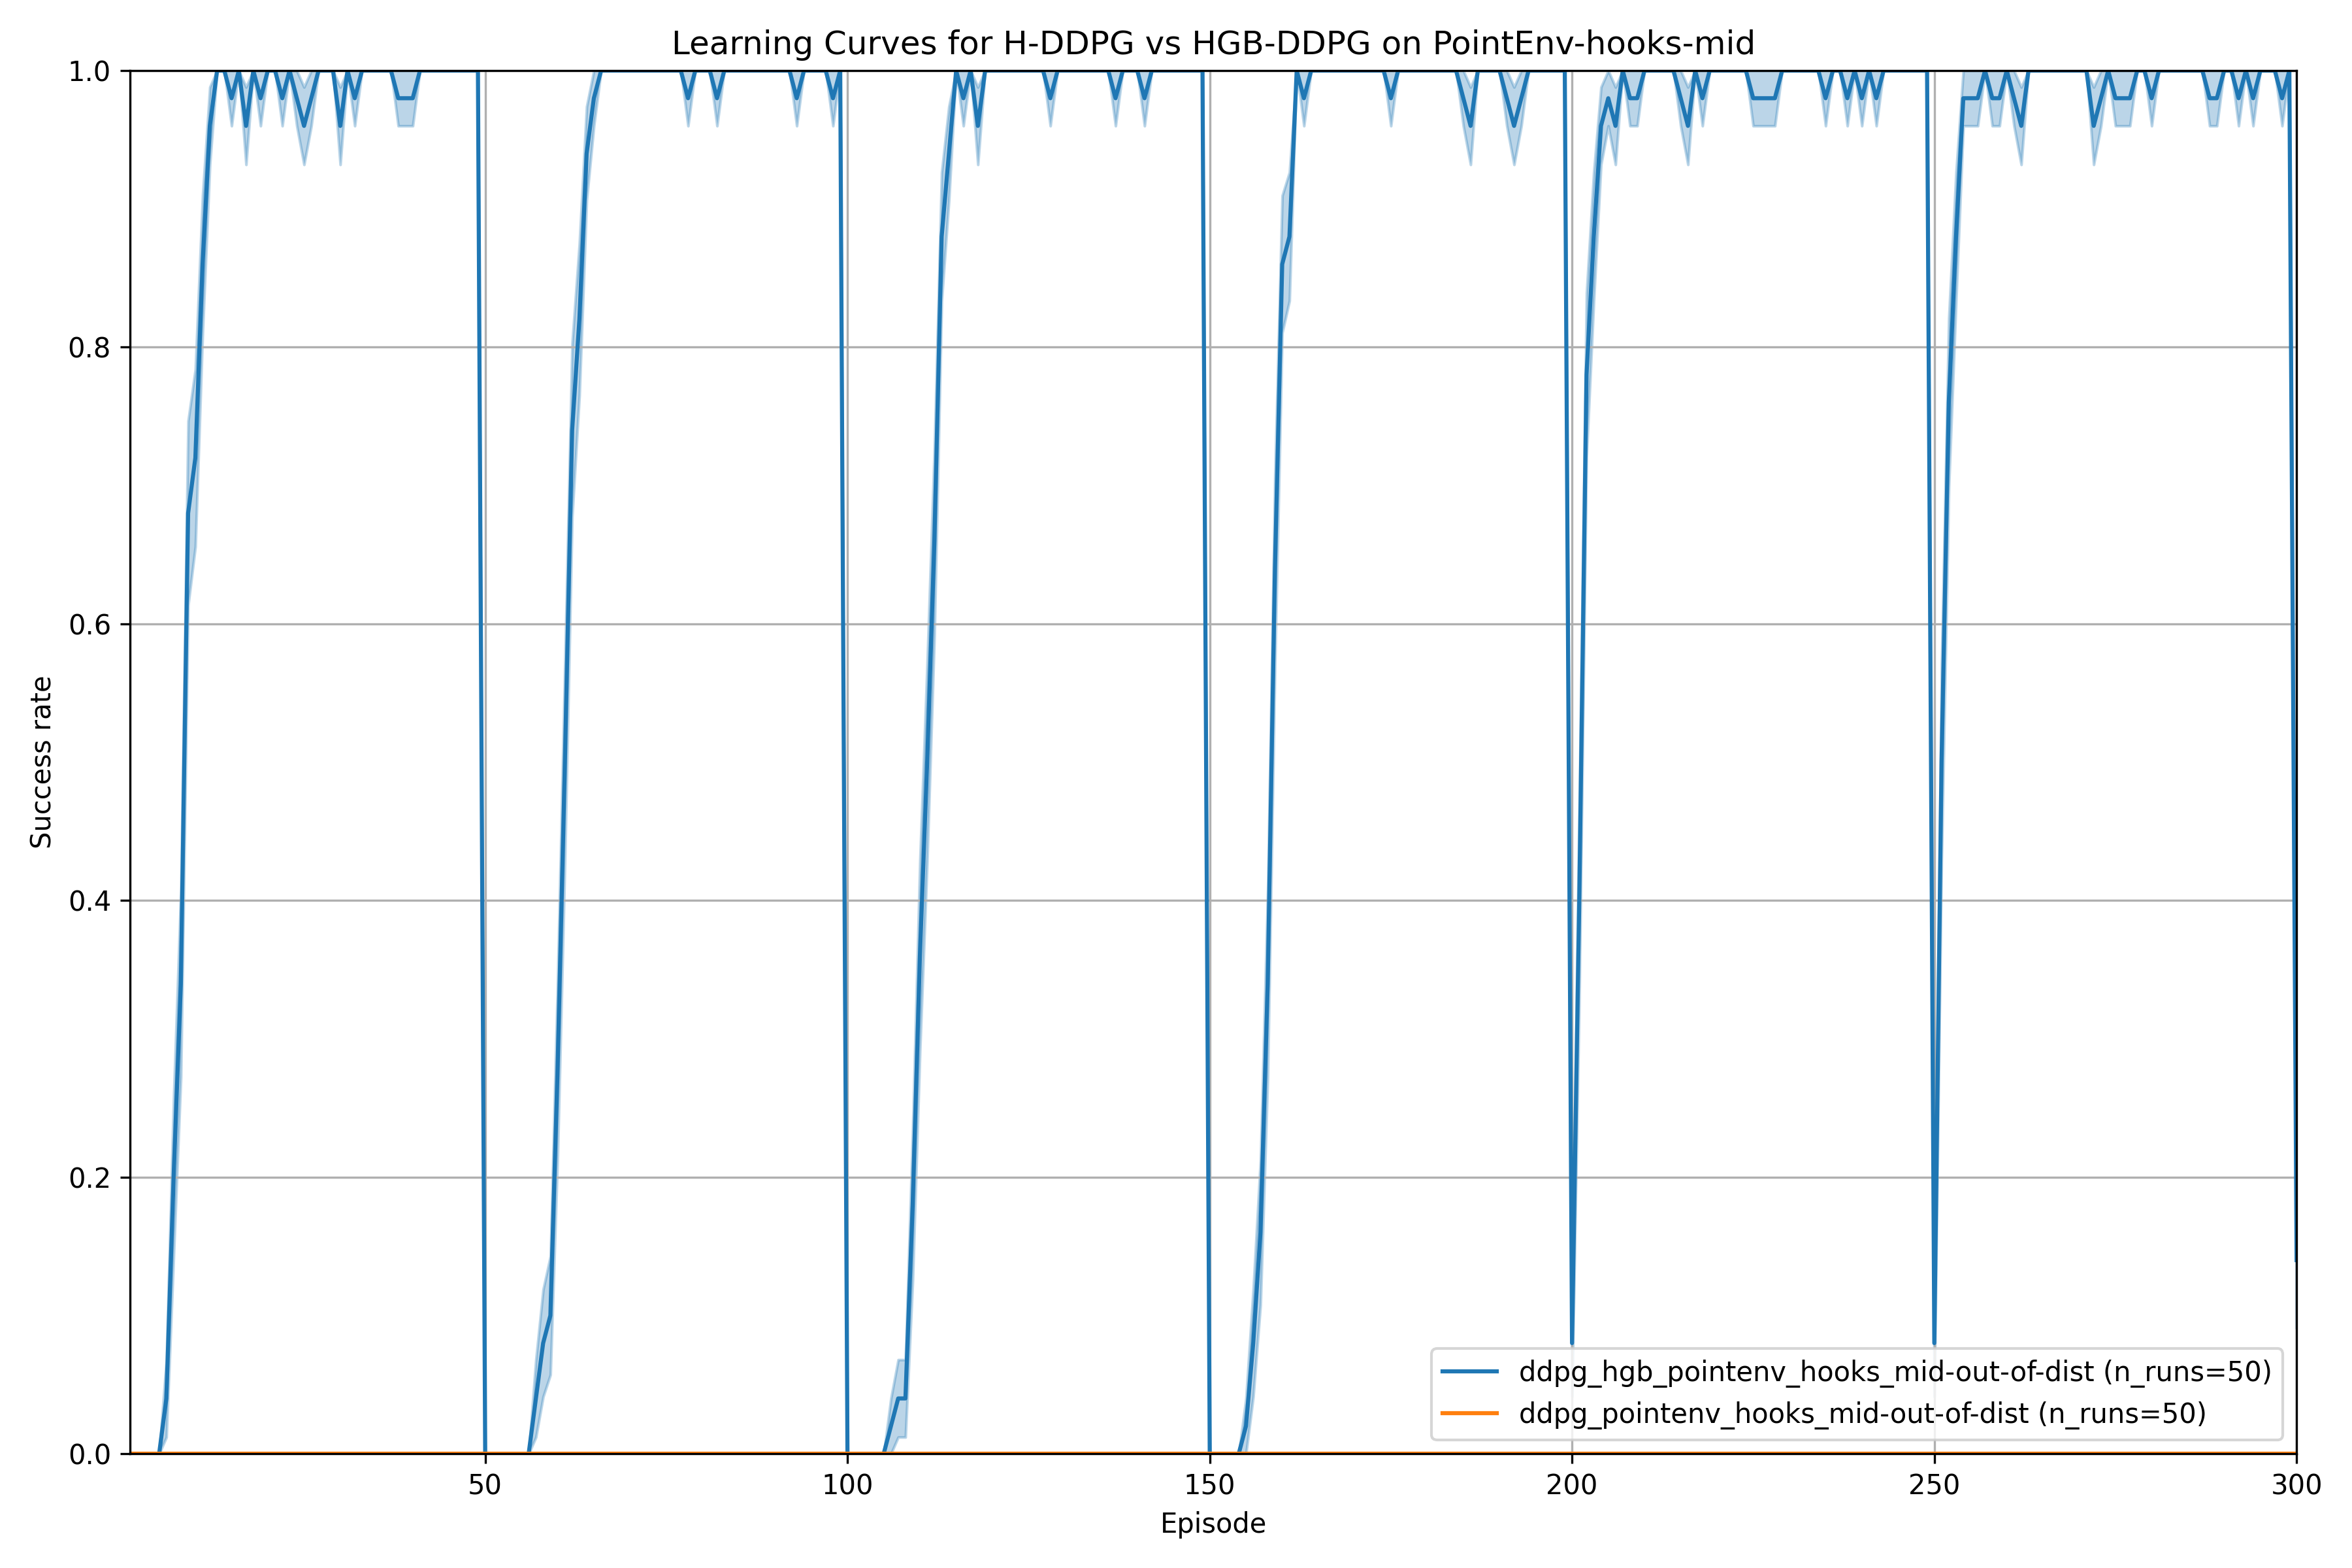 Learning Curves for H-DDPG vs HGB-DDPG on PointEnv-hooks-mid
1.0
0.8
0.6
0.4
0.2
0.0
Success rate
50 100 150 200 250 300
Episode
ddpg_hgb_pointenv_hooks_mid-out-of-dist (n_runs=50)
ddpg_pointenv_hooks_mid-out-of-dist (n_runs=50)